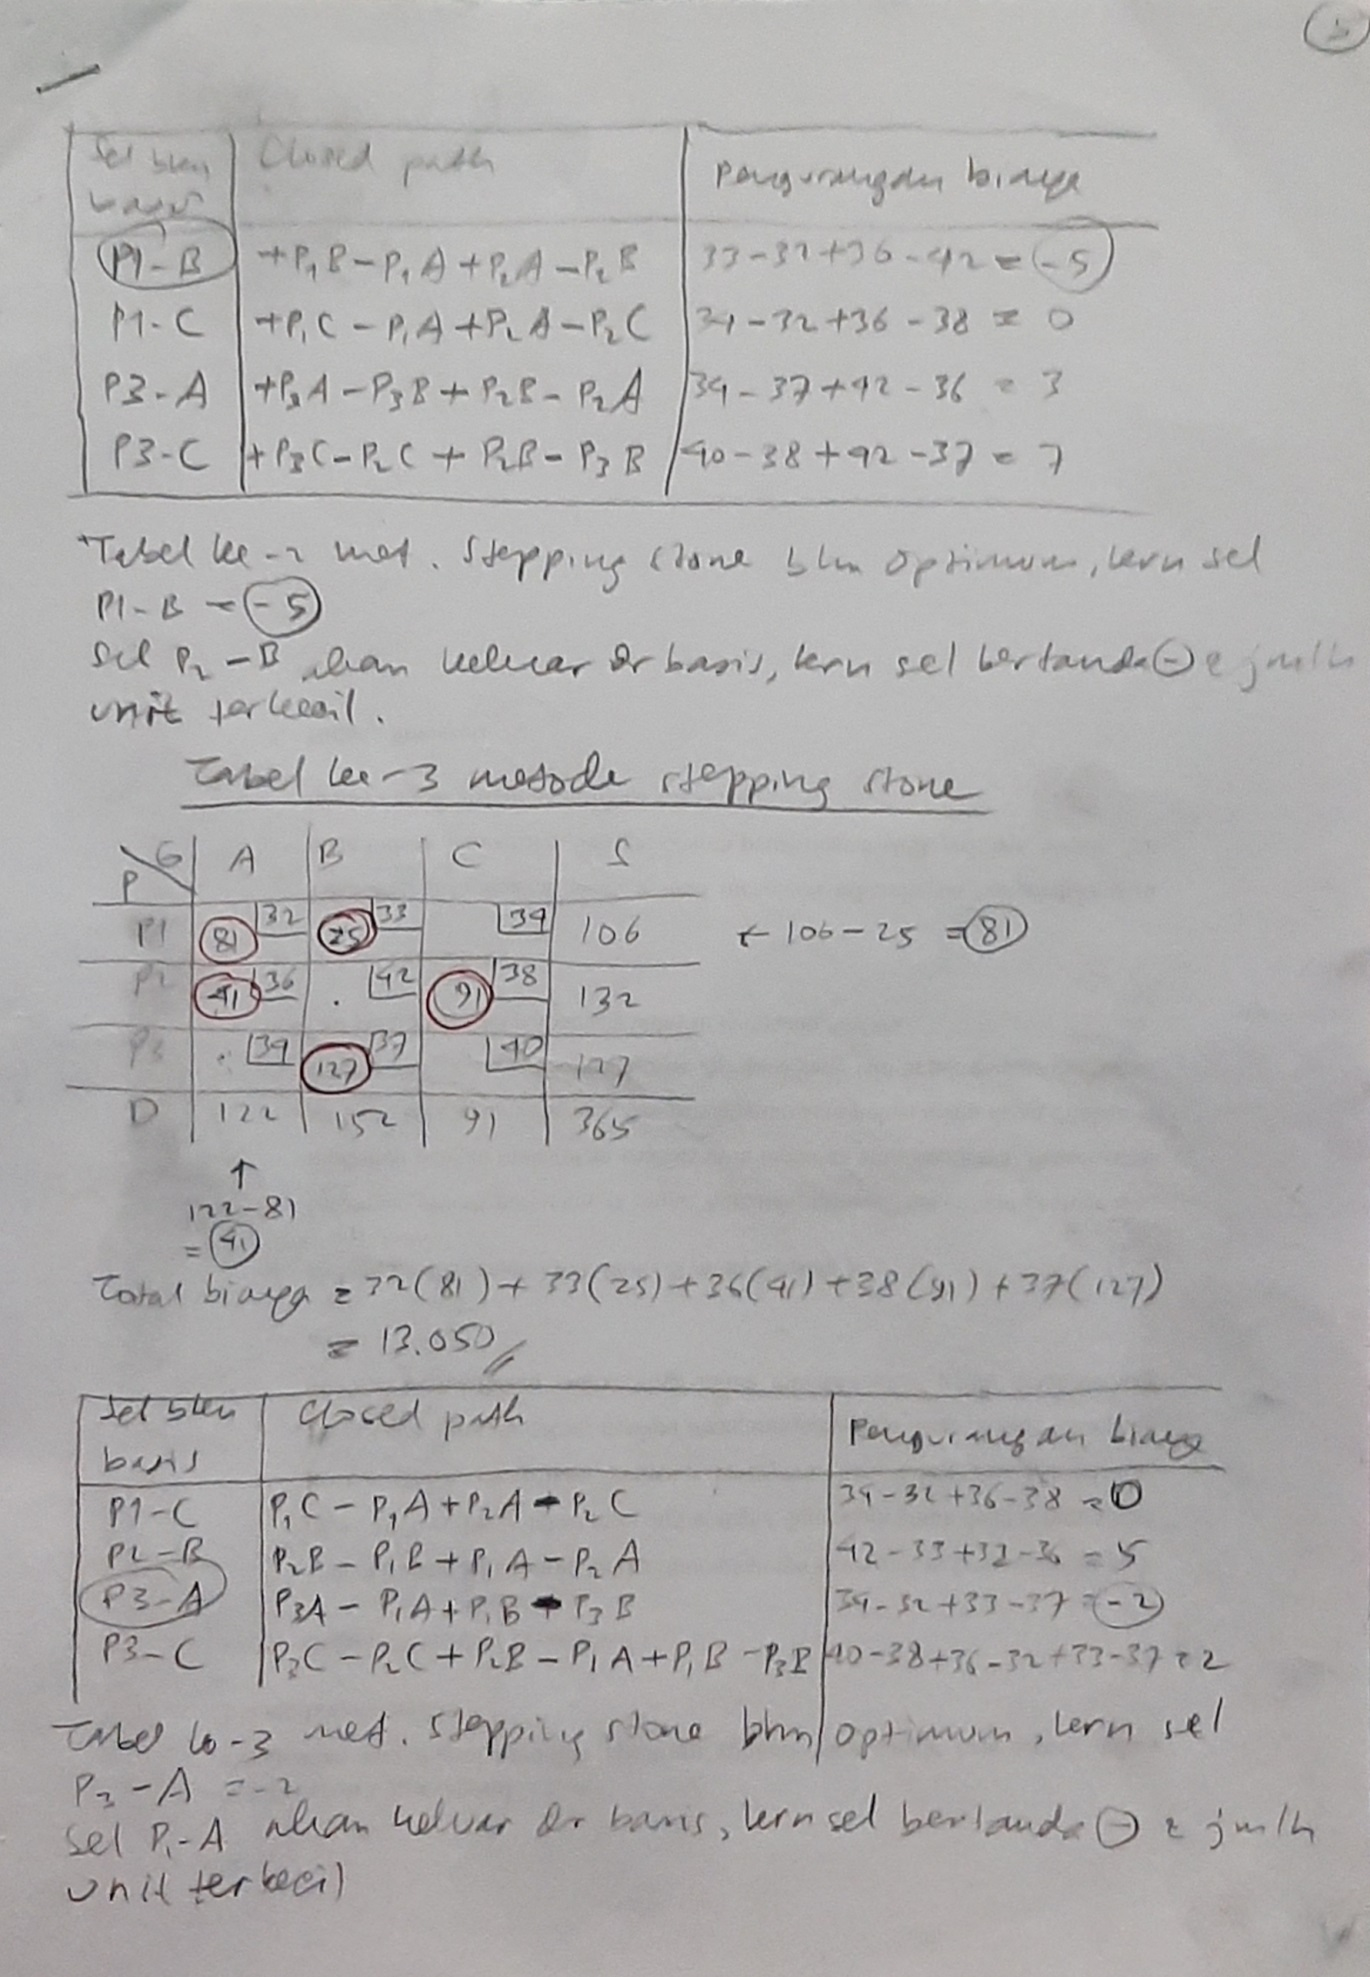 5
Sel bkn basis | Closed path | Pengurangan biaya
P1-B | +P₁B-P₁A+P₂A-P₂B | 33-32+36-42=-5
P1-C | +P₁C-P₁A+P₂A-P₂C | 34-32+36-38=0
P3-A | +P₃A-P₃B+P₂B-P₂A | 34-37+42-36=3
P3-C | +P₃C-P₂C+P₂B-P₃B | 40-38+42-37=7
Tabel ke-2 met. Stepping stone blm optimum, krn sel
P1-B = -5
Sel P₂-B akan keluar dr basis, krn sel bertanda ⊖ jmlh
unit terkecil.
Tabel ke-3 metode stepping stone
P\G | A | B | C | S
P1 | 81 32 | 25 33 | 34 | 106 ← 106-25 = 81
P2 | 41 36 | . 42 | 91 38 | 132
P3 | . 34 | 127 37 | 40 | 127
D | 122 | 152 | 91 | 365
↑
122-81
= 41
Total biaya = 32(81)+33(25)+36(41)+38(91)+37(127)
= 13.050//
Sel bkn basis | Closed path | Pengurangan biaya
P1-C | P₁C-P₁A+P₂A-P₂C | 34-32+36-38=0
P2-B | P₂B-P₁B+P₁A-P₂A | 42-33+32-36=5
P3-A | P₃A-P₁A+P₁B-P₃B | 34-32+33-37=-2
P3-C | P₃C-P₂C+P₂B-P₁A+P₁B-P₃B | 40-38+36-32+33-37=2
Tabel ke-3 met. Stepping stone blm optimum, krn sel
P₃-A = -2
Sel P₁-A akan keluar dr basis, krn sel bertanda ⊖ jmlh
unit terkecil